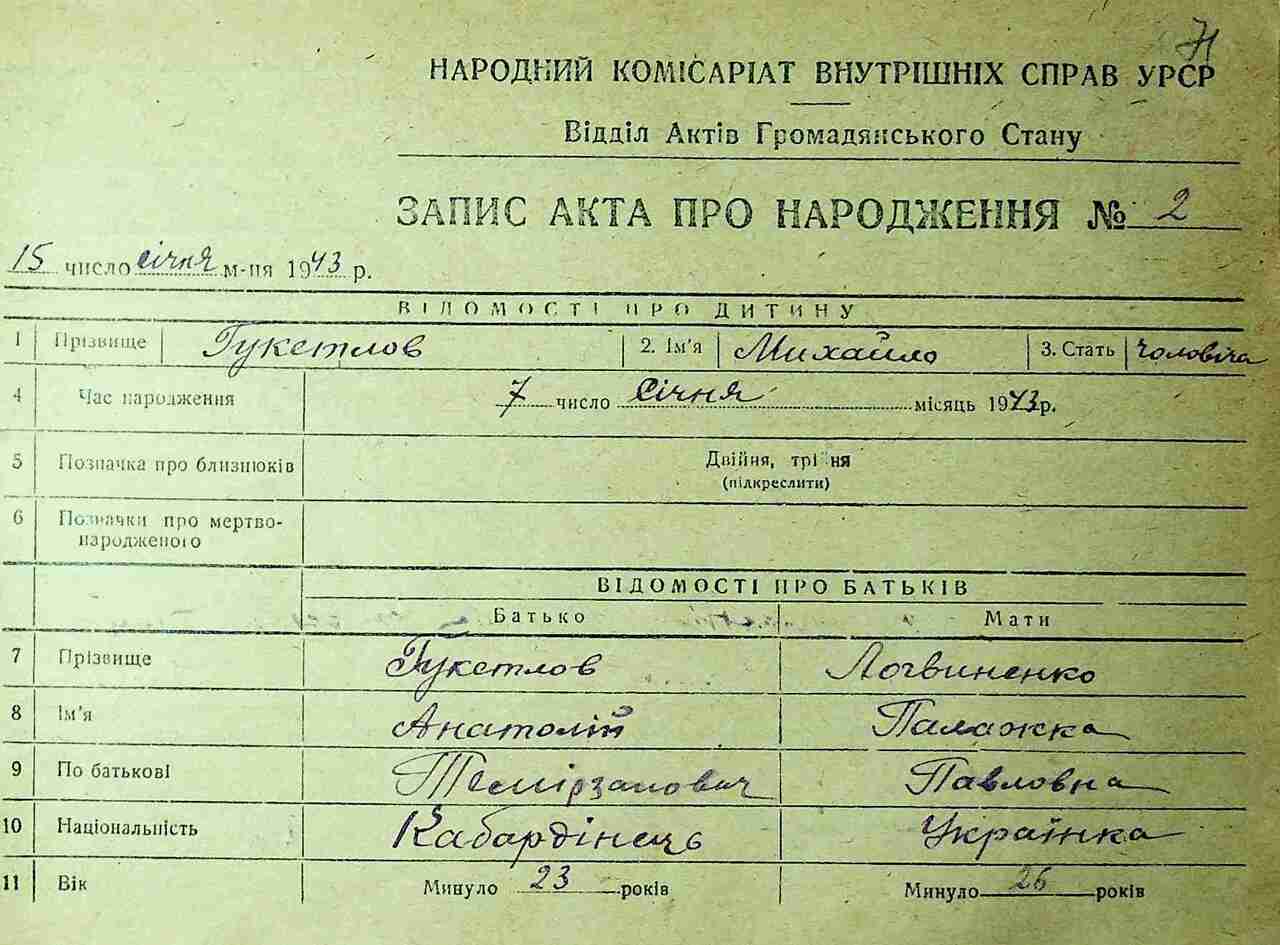 71
НАРОДНИЙ КОМІСАРІАТ ВНУТРІШНІХ СПРАВ УРСР
Відділ Актів Громадянського Стану
ЗАПИС АКТА ПРО НАРОДЖЕННЯ № 2
15 число січня м-ця 1943 р.
ВІДОМОСТІ ПРО ДИТИНУ
1 Прізвище Гукетлов 2. Ім'я Михайло 3. Стать чоловіча
4 Час народження 7 число Січня місяць 1943 р.
5 Позначка про близнюків Двійня, трійня
(підкреслити)
6 Позначки про мертво-
народженого
ВІДОМОСТІ ПРО БАТЬКІВ
Батько Мати
7 Прізвище Гукетлов Логвиненко
8 Ім'я Анатолій Палажка
9 По батькові Темірзанович Павловна
10 Національність Кабардінець Українка
11 Вік Минуло 23 років Минуло 26 років